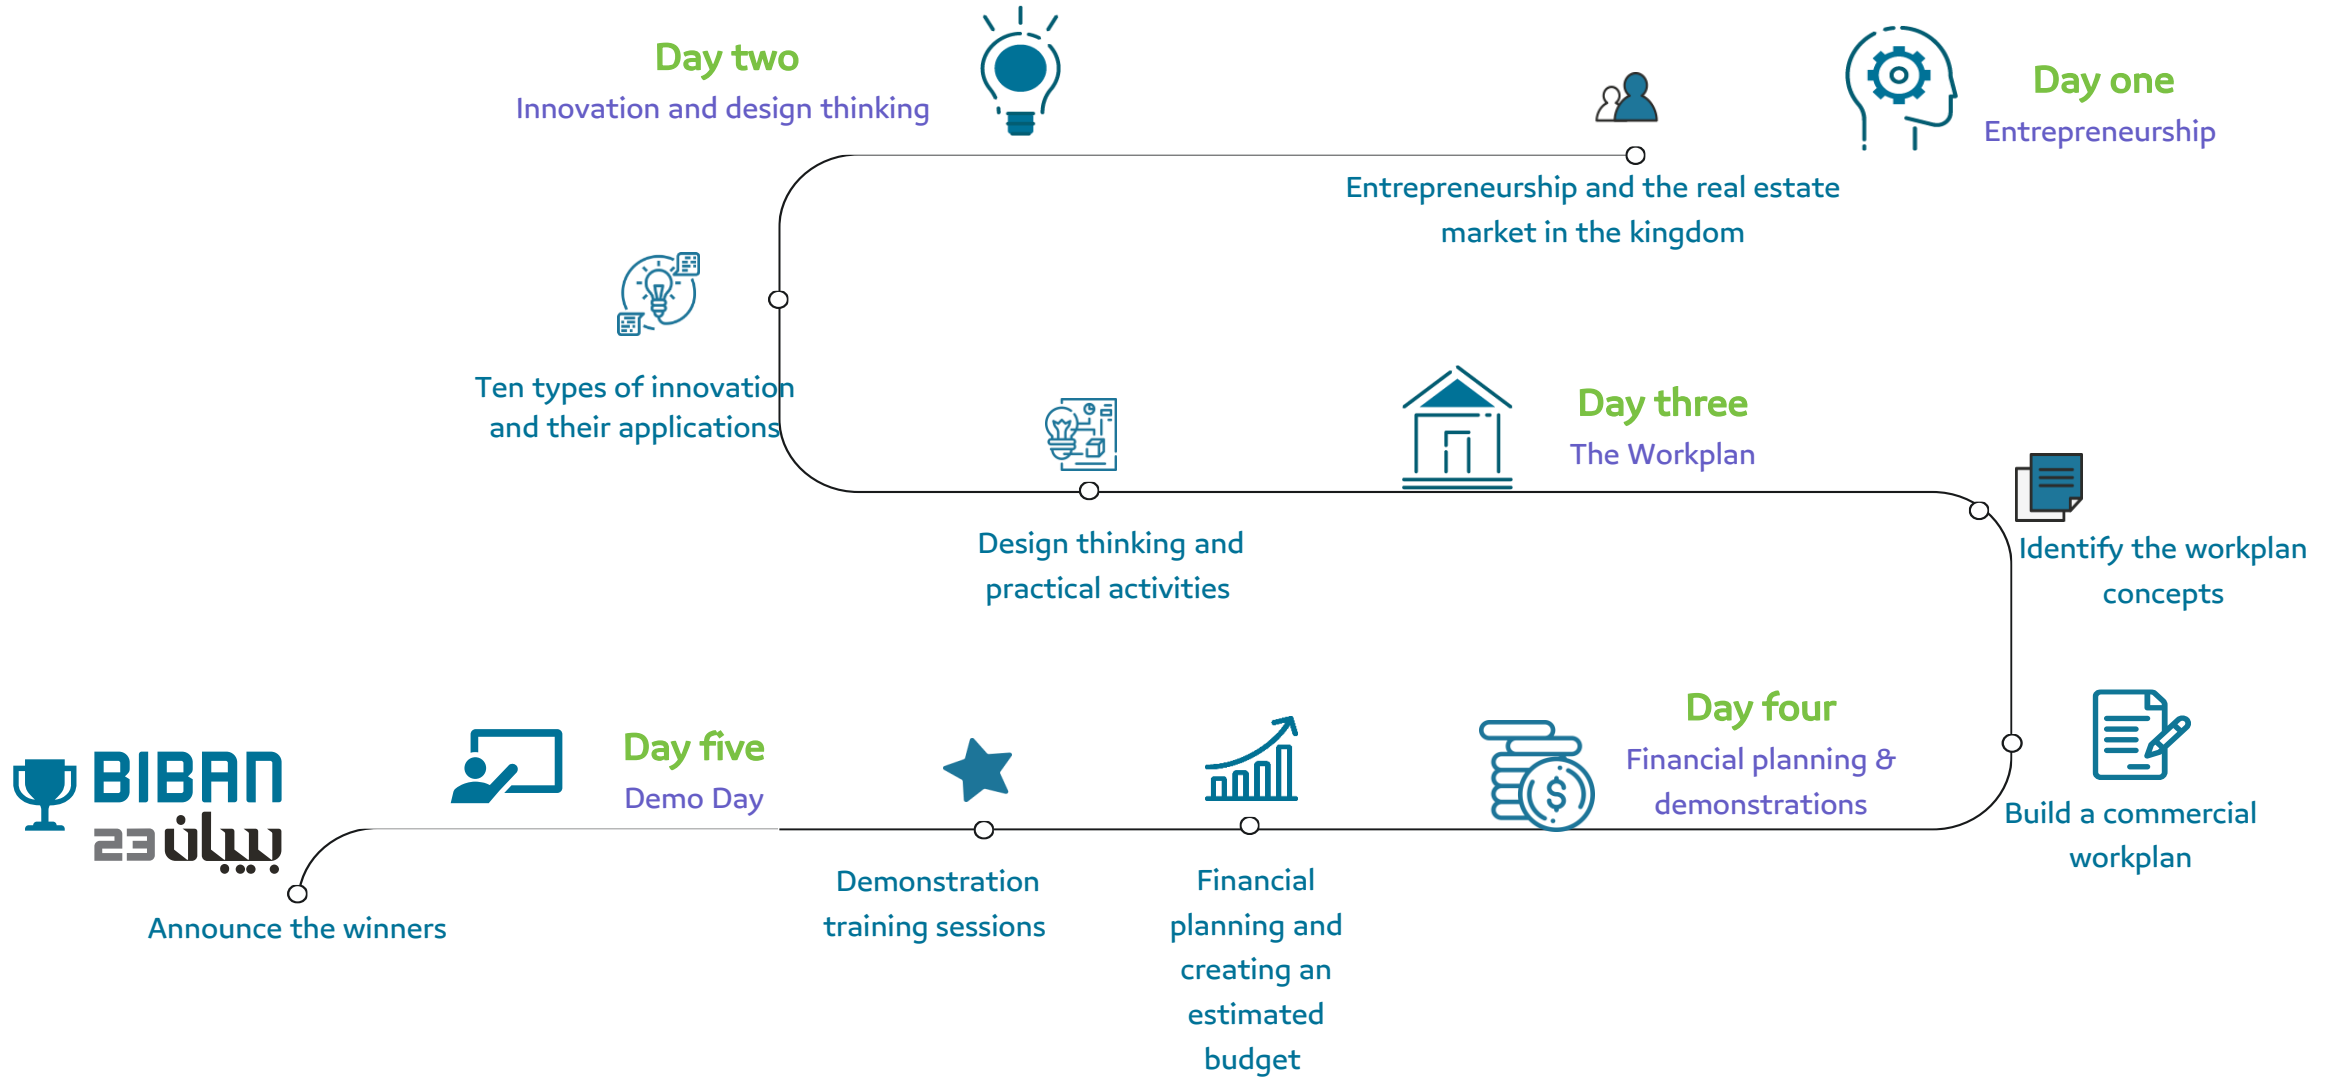 Day one
Entrepreneurship
Entrepreneurship and the real estate
market in the kingdom
Day two
Innovation and design thinking
Ten types of innovation
and their applications
Design thinking and
practical activities
Day three
The Workplan
Identify the workplan
concepts
Build a commercial
workplan
Day four
Financial planning &
demonstrations
Financial
planning and
creating an
estimated
budget
Demonstration
training sessions
Day five
Demo Day
BIBAN
23 بيبان
Announce the winners